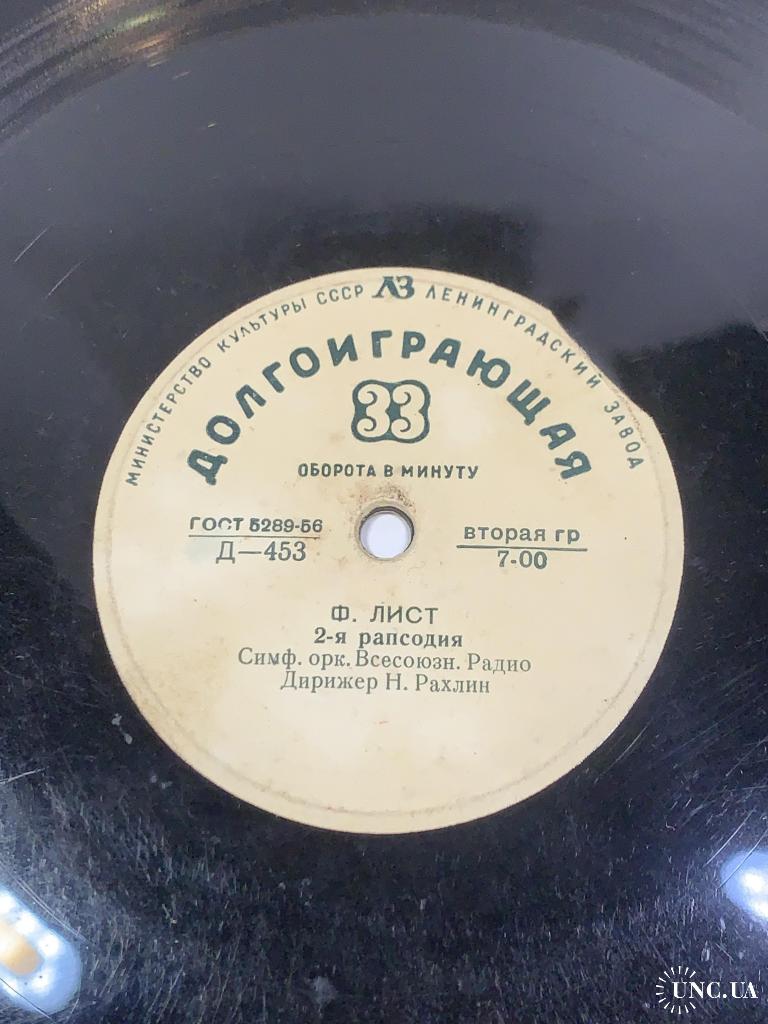 МИНИСТЕРСТВО КУЛЬТУРЫ СССР ЛЗ ЛЕНИНГРАДСКИЙ ЗАВОД
ДОЛГОИГРАЮЩАЯ
33
ОБОРОТА В МИНУТУ
ГОСТ 5289-56
Д—453
вторая гр
7-00
Ф. ЛИСТ
2-я рапсодия
Симф. орк. Всесоюзн. Радио
Дирижер Н. Рахлин
UNC.UA